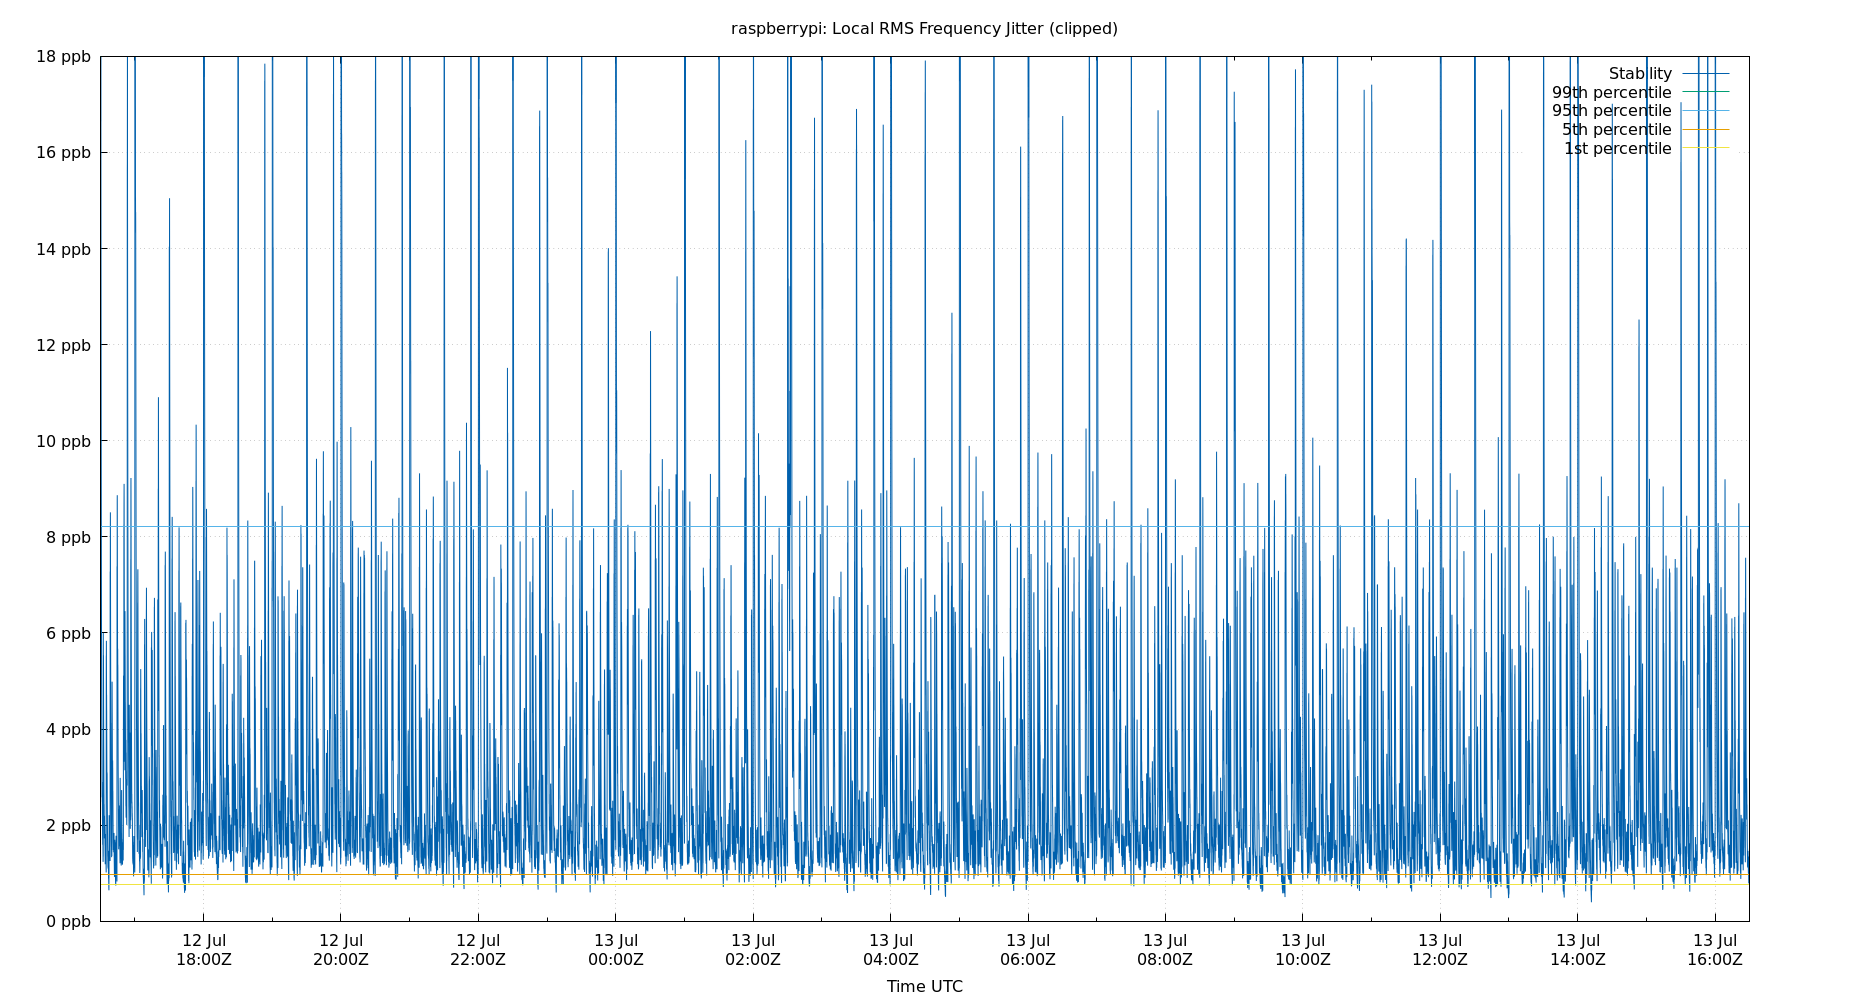 raspberrypi: Local RMS Frequency Jitter (clipped)
18 ppb
16 ppb
14 ppb
12 ppb
10 ppb
8 ppb
6 ppb
4 ppb
2 ppb
0 ppb
Stability
99th percentile
95th percentile
5th percentile
1st percentile
12 Jul
18:00Z
12 Jul
20:00Z
12 Jul
22:00Z
13 Jul
00:00Z
13 Jul
02:00Z
13 Jul
04:00Z
13 Jul
06:00Z
13 Jul
08:00Z
13 Jul
10:00Z
13 Jul
12:00Z
13 Jul
14:00Z
13 Jul
16:00Z
Time UTC